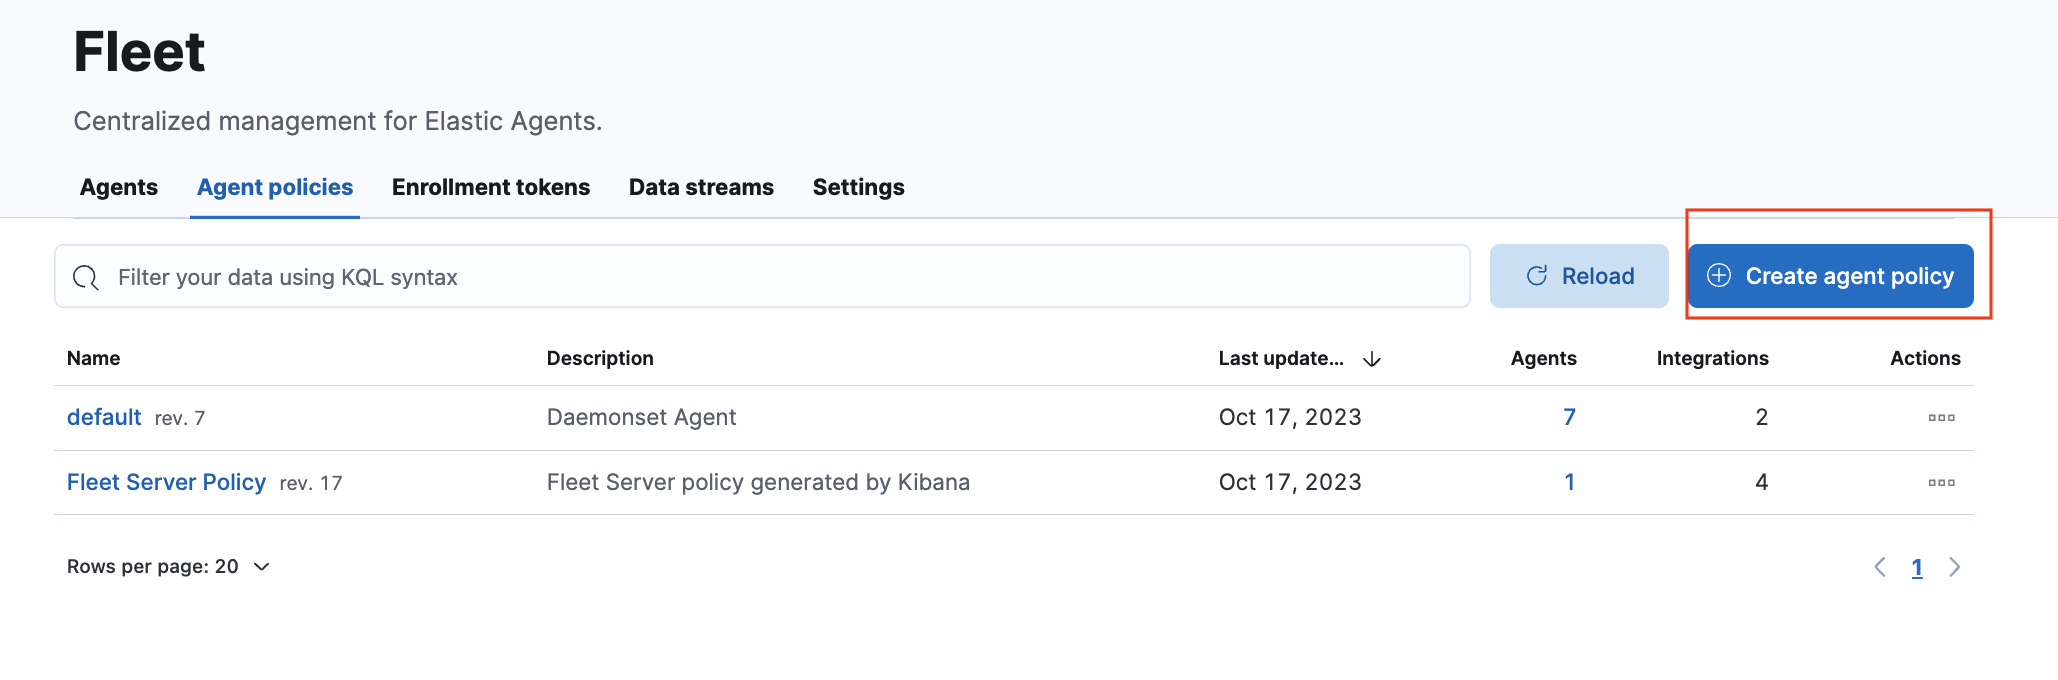 Fleet
Centralized management for Elastic Agents.
Agents Agent policies Enrollment tokens Data streams Settings
Filter your data using KQL syntax Reload Create agent policy
Name Description Last update... Agents Integrations Actions
default rev. 7 Daemonset Agent Oct 17, 2023 7 2
Fleet Server Policy rev. 17 Fleet Server policy generated by Kibana Oct 17, 2023 1 4
Rows per page: 20 1